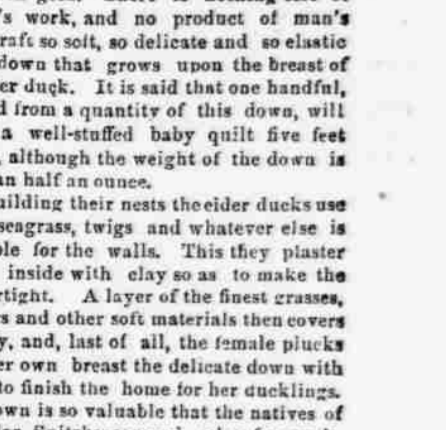 's work, and no product of man's
raft so soft, so delicate and so elastic
down that grows upon the breast of
er duck. It is said that one handful,
d from a quantity of this down, will
a well-stuffed baby quilt five feet
, although the weight of the down is
an half an ounce.
uilding their nests the eider ducks use
seagrass, twigs and whatever else is
ble for the walls. This they plaster
inside with clay so as to make the
rtight. A layer of the finest grasses,
rs and other soft materials then covers
y, and, last of all, the female plucks
er own breast the delicate down with
to finish the home for her ducklings.
own is so valuable that the natives of